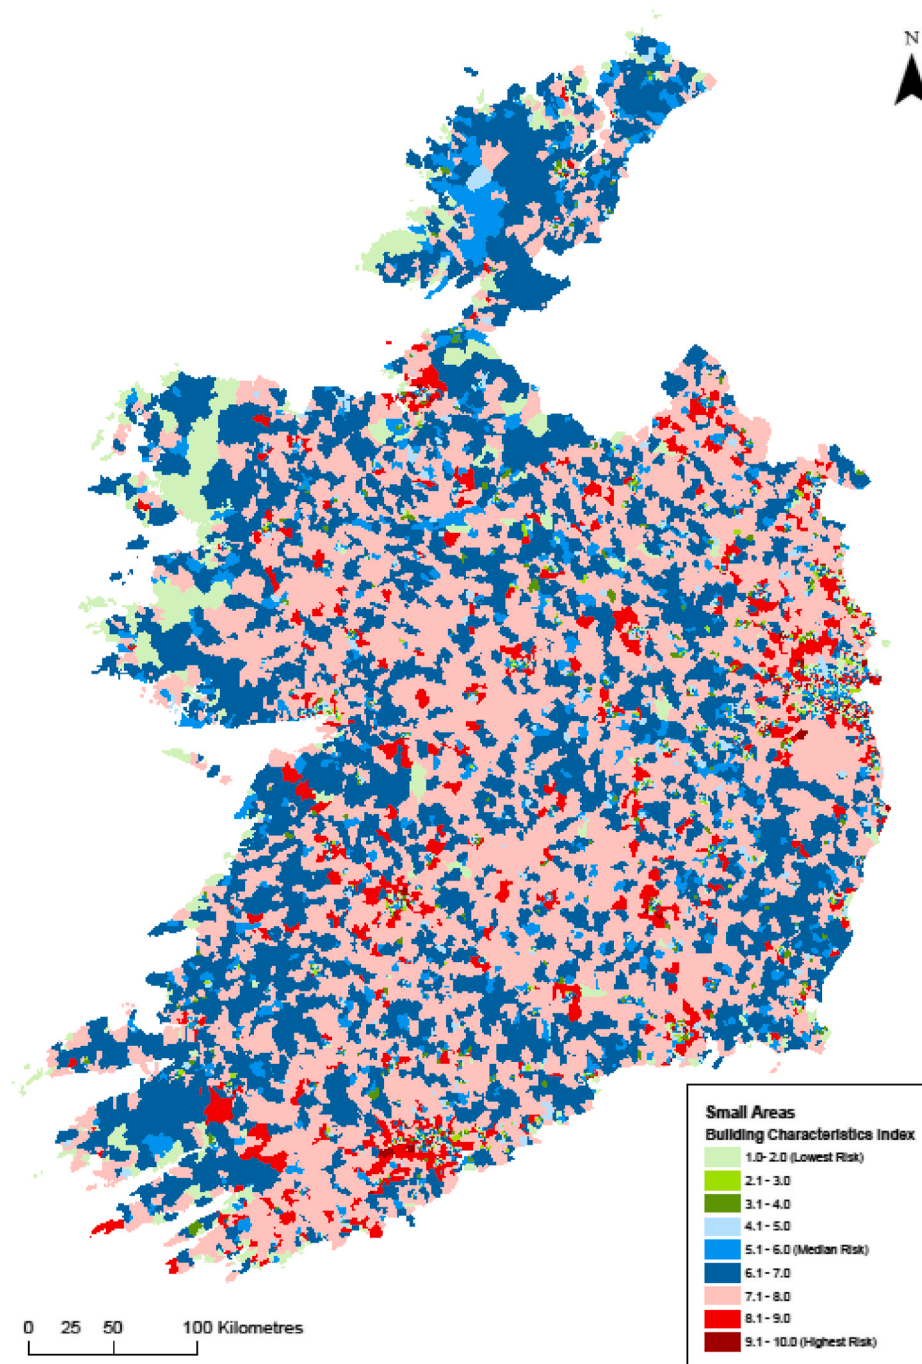 N
Small Areas
Building Characteristics Index
1.0- 2.0 (Lowest Risk)
2.1 - 3.0
3.1 - 4.0
4.1 - 5.0
5.1 - 6.0 (Median Risk)
6.1 - 7.0
7.1 - 8.0
8.1 - 9.0
9.1 - 10.0 (Highest Risk)
0 25 50 100 Kilometres